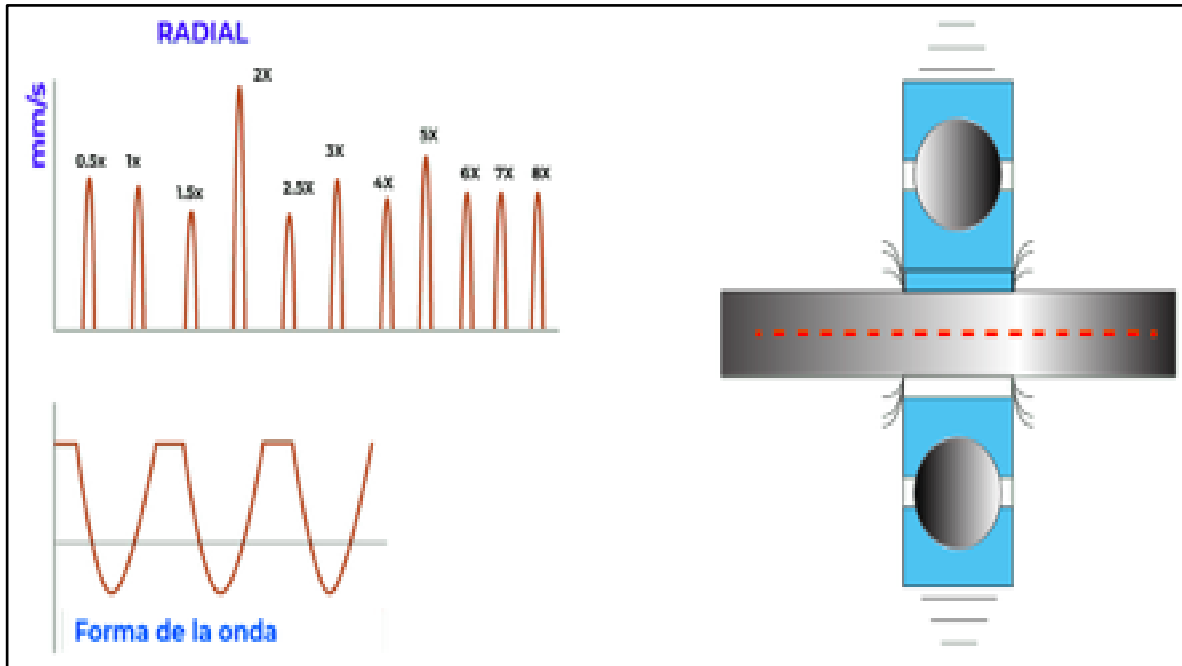 RADIAL
mm/s
0.5x
1x
1.5x
2X
2.5X
3X
4X
5X
6X
7X
8X
Forma de la onda